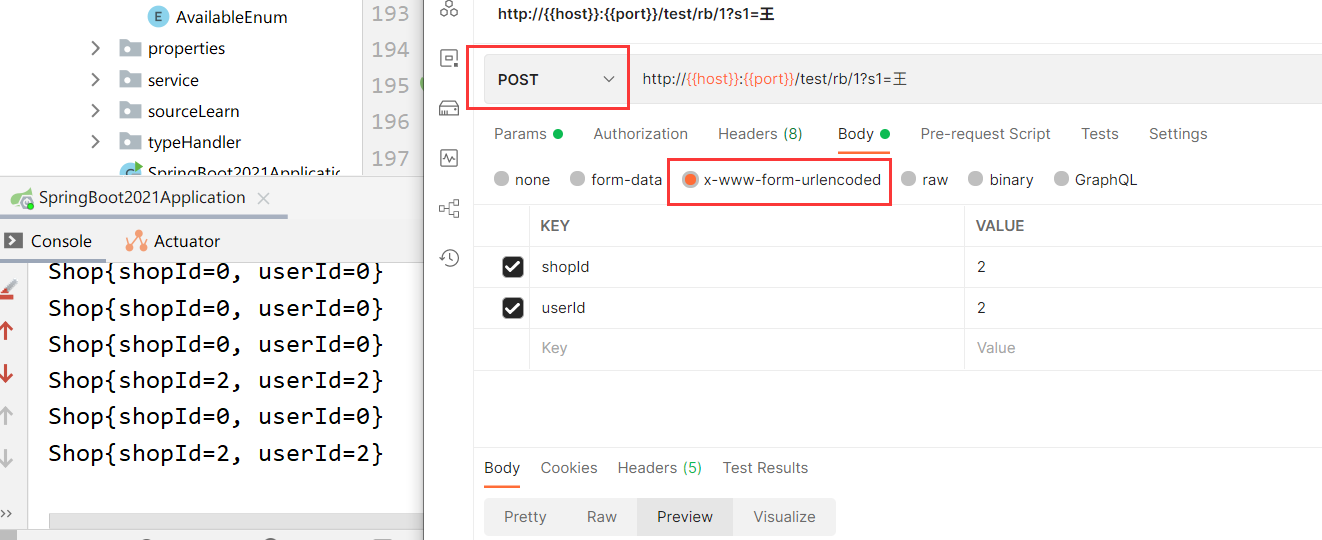 AvailableEnum
properties
service
sourceLearn
typeHandler
193
194
195
196
197
SpringBoot2021Application
Console
Actuator
Shop{shopId=0, userId=0}
Shop{shopId=0, userId=0}
Shop{shopId=0, userId=0}
Shop{shopId=2, userId=2}
Shop{shopId=0, userId=0}
Shop{shopId=2, userId=2}
http://{{host}}:{{port}}/test/rb/1?s1=王
POST
http://{{host}}:{{port}}/test/rb/1?s1=王
Params Authorization Headers (8) Body Pre-request Script Tests Settings
none form-data x-www-form-urlencoded raw binary GraphQL
KEY VALUE
shopId 2
userId 2
Key Value
Body Cookies Headers (5) Test Results
Pretty Raw Preview Visualize